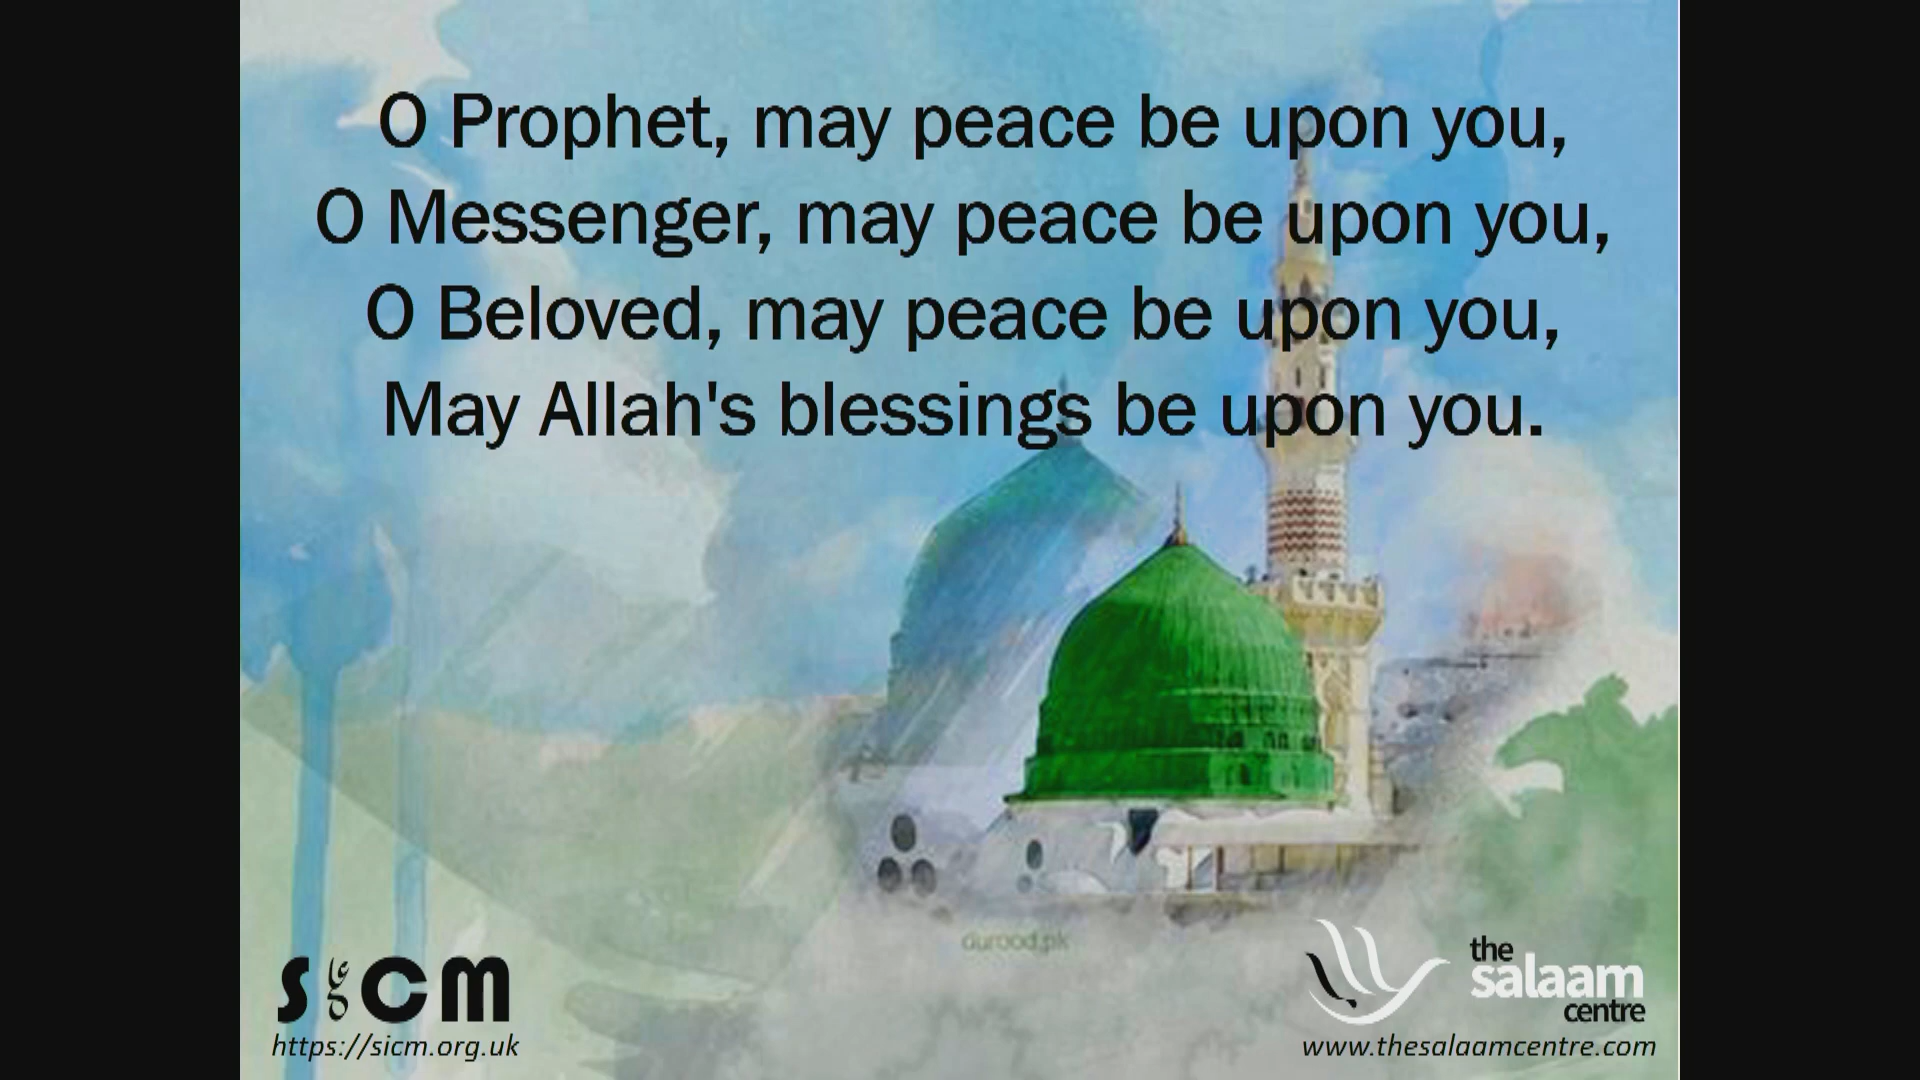 O Prophet, may peace be upon you,
O Messenger, may peace be upon you,
O Beloved, may peace be upon you,
May Allah's blessings be upon you.
durood.pk
sicm
https://sicm.org.uk
the
salaam
centre
www.thesalaamcentre.com